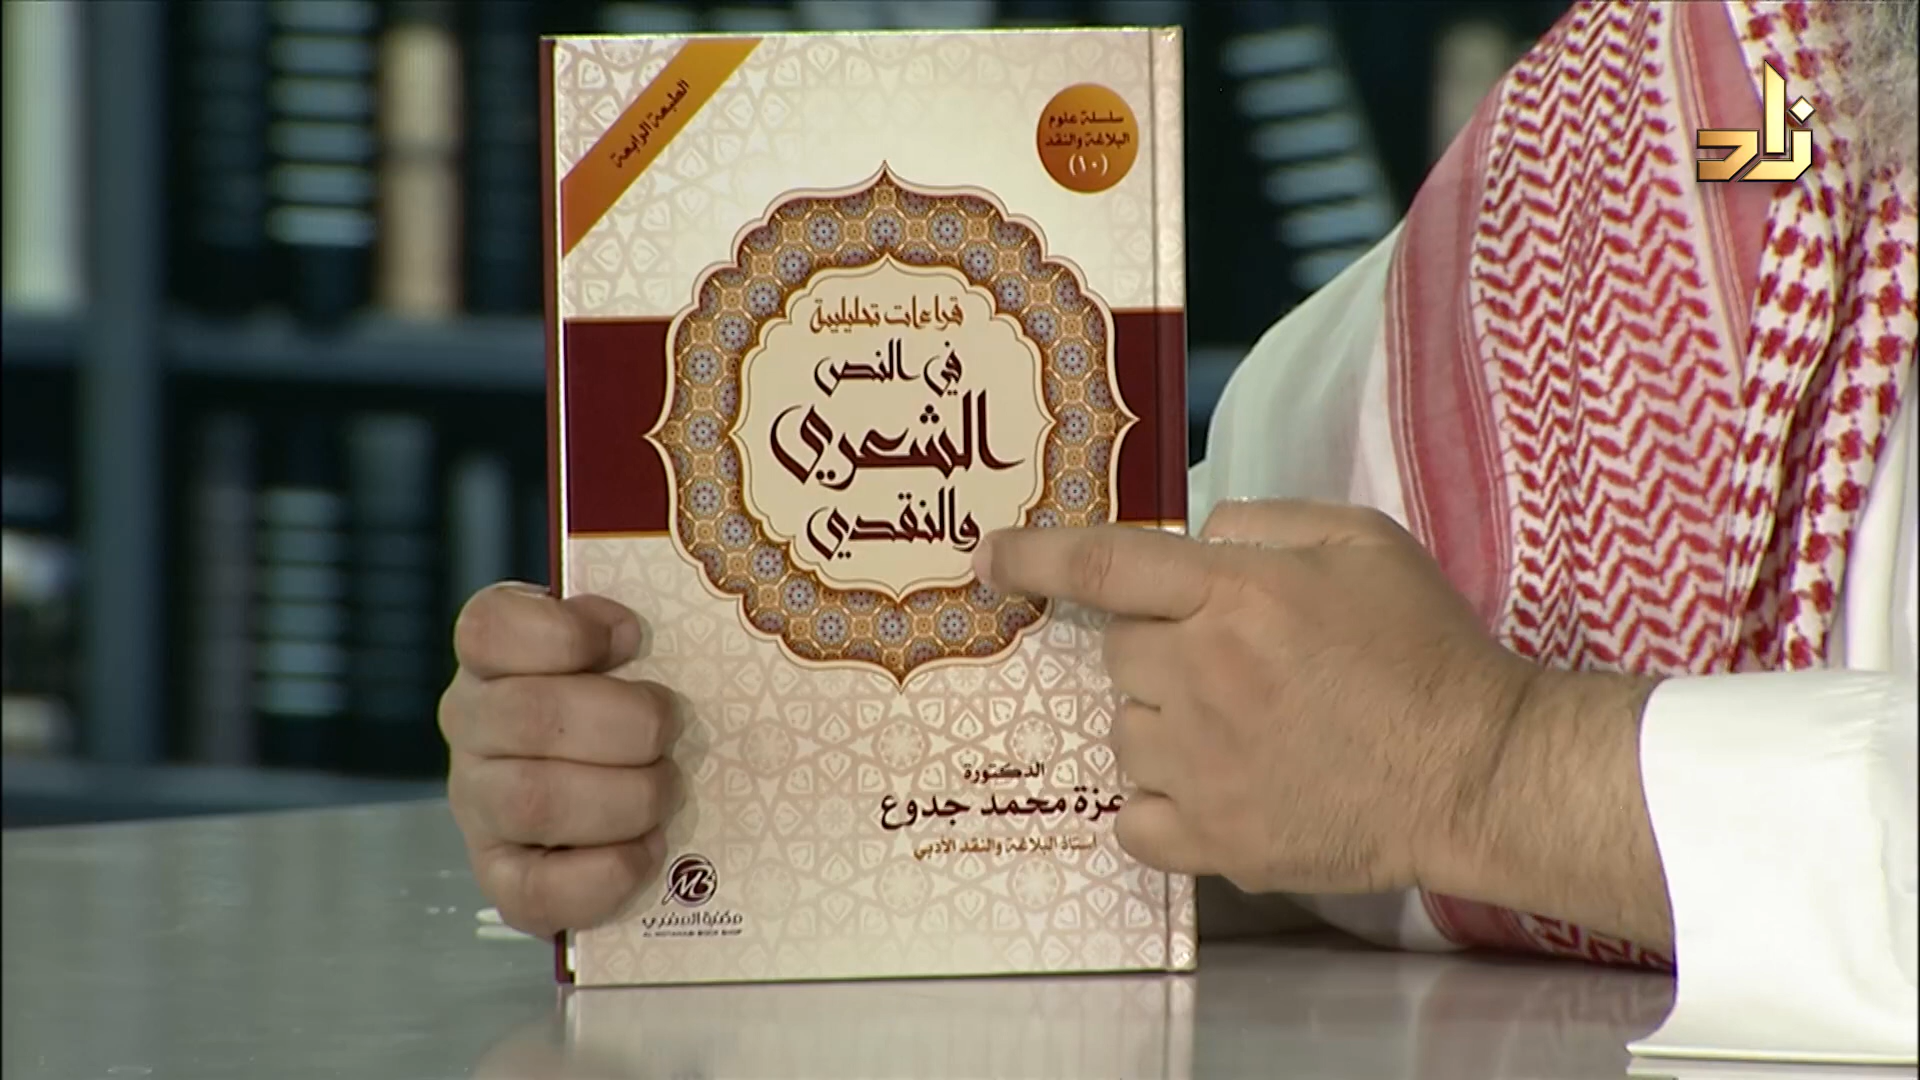 زاد
الطبعة الرابعة
سلسلة علوم
البلاغة والنقد
(١٠)
قراءات تحليلية
في النص
الشعري
والنقدي
الدكتورة
عزة محمد جدوع
أستاذ البلاغة والنقد الأدبي
مكتبة المتنبي
AL MOTANABI BOOK SHOP